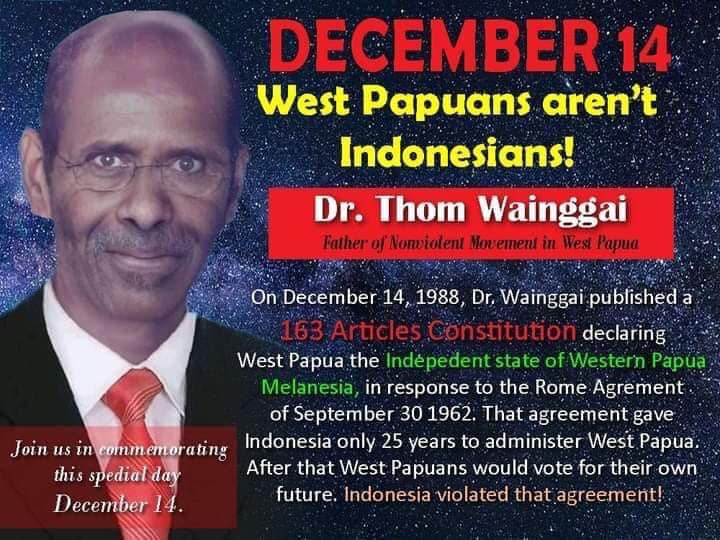 DECEMBER 14
West Papuans aren't
Indonesians!
Dr. Thom Wainggai
Father of Nonviolent Movement in West Papua
On December 14, 1988, Dr. Wainggai published a
163 Articles Constitution declaring
West Papua the Indepedent state of Western Papua
Melanesia, in response to the Rome Agrement
of September 30 1962. That agreement gave
Indonesia only 25 years to administer West Papua.
After that West Papuans would vote for their own
future. Indonesia violated that agreement!
Join us in commemorating
this spedial day
December 14.